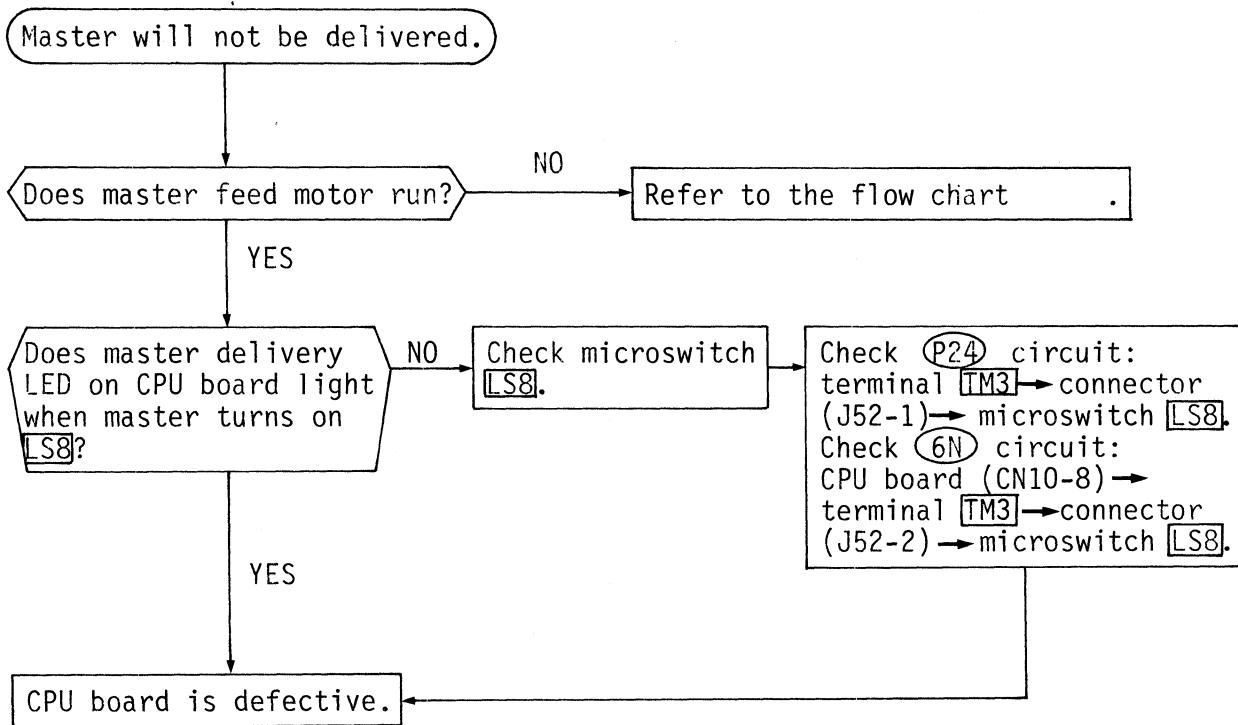 Master will not be delivered.
Does master feed motor run?
NO
Refer to the flow chart .
YES
Does master delivery
LED on CPU board light
when master turns on
LS8?
NO
Check microswitch
LS8.
Check P24 circuit:
terminal TM3→ connector
(J52-1)→ microswitch LS8.
Check 6N circuit:
CPU board (CN10-8)→
terminal TM3→connector
(J52-2)→ microswitch LS8.
YES
CPU board is defective.